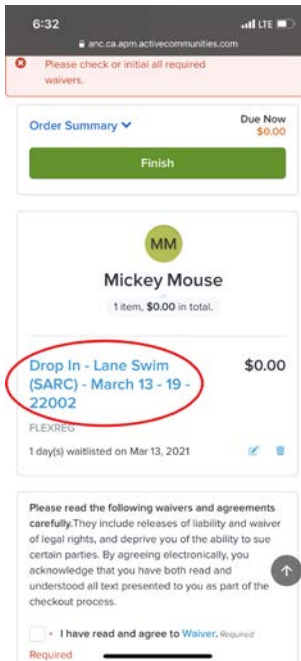 6:32
LTE
anc.ca.apm.activecommunities.com
Please check or initial all required
waivers.
Order Summary
Due Now
$0.00
Finish
MM
Mickey Mouse
1 item, $0.00 in total.
Drop In - Lane Swim
(SARC) - March 13 - 19 -
22002
$0.00
FLEXREG
1 day(s) waitlisted on Mar 13, 2021
Please read the following waivers and agreements
carefully.They include releases of liability and waiver
of legal rights, and deprive you of the ability to sue
certain parties. By agreeing electronically, you
acknowledge that you have both read and
understood all text presented to you as part of the
checkout process.
* I have read and agree to Waiver. Required
Required